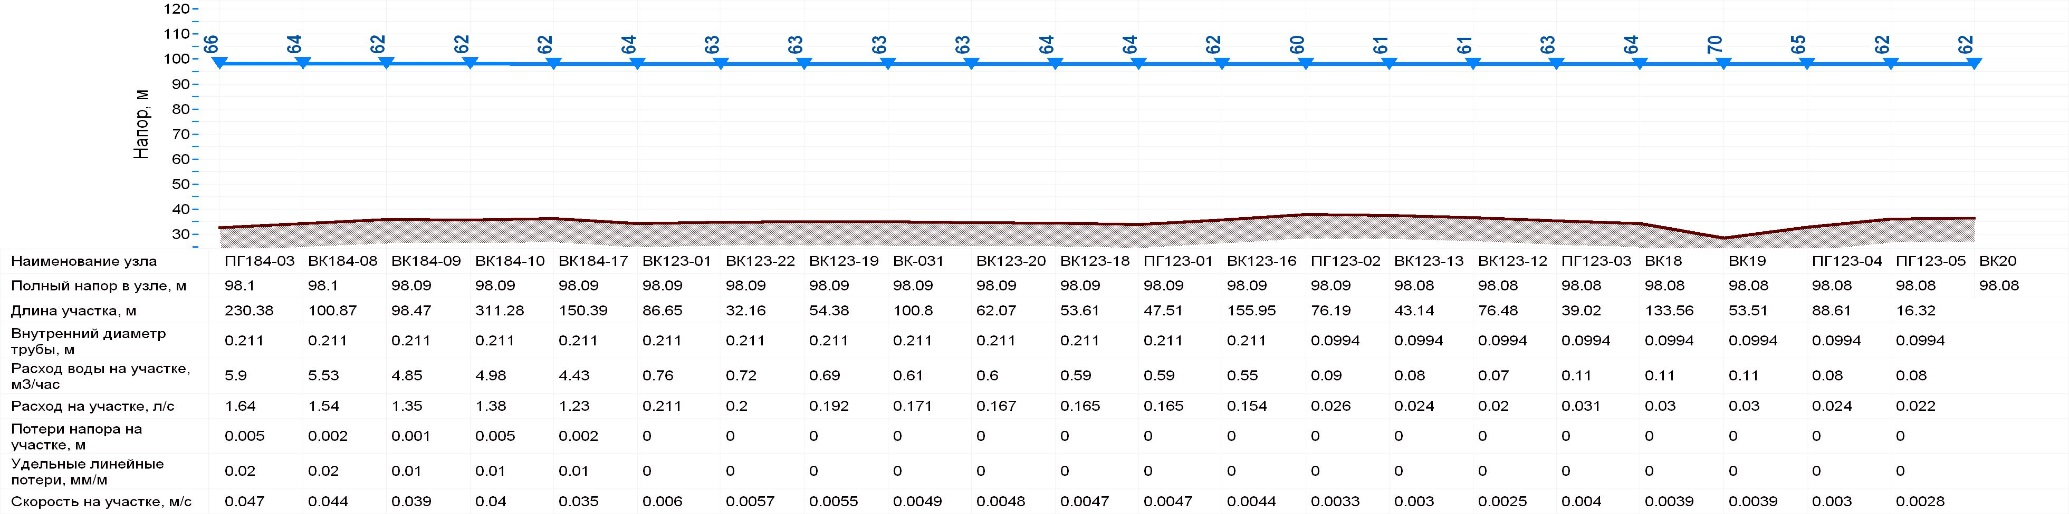 120
110
100
90
80
70
60
50
40
30
Напор, м
66 64 62 62 62 64 63 63 63 63 64 64 62 60 61 61 63 64 70 65 62 62
Наименование узла ПГ184-03 ВК184-08 ВК184-09 ВК184-10 ВК184-17 ВК123-01 ВК123-22 ВК123-19 ВК-031 ВК123-20 ВК123-18 ПГ123-01 ВК123-16 ПГ123-02 ВК123-13 ВК123-12 ПГ123-03 ВК18 ВК19 ПГ123-04 ПГ123-05 ВК20
Полный напор в узле, м 98.1 98.1 98.09 98.09 98.09 98.09 98.09 98.09 98.09 98.09 98.09 98.09 98.09 98.09 98.08 98.08 98.08 98.08 98.08 98.08 98.08 98.08
Длина участка, м 230.38 100.87 98.47 311.28 150.39 86.65 32.16 54.38 100.8 62.07 53.61 47.51 155.95 76.19 43.14 76.48 39.02 133.56 53.51 88.61 16.32
Внутренний диаметр
трубы, м 0.211 0.211 0.211 0.211 0.211 0.211 0.211 0.211 0.211 0.211 0.211 0.211 0.211 0.0994 0.0994 0.0994 0.0994 0.0994 0.0994 0.0994 0.0994
Расход воды на участке,
м3/час 5.9 5.53 4.85 4.98 4.43 0.76 0.72 0.69 0.61 0.6 0.59 0.59 0.55 0.09 0.08 0.07 0.11 0.11 0.11 0.08 0.08
Расход на участке, л/с 1.64 1.54 1.35 1.38 1.23 0.211 0.2 0.192 0.171 0.167 0.165 0.165 0.154 0.026 0.024 0.02 0.031 0.03 0.03 0.024 0.022
Потери напора на
участке, м 0.005 0.002 0.001 0.005 0.002 0 0 0 0 0 0 0 0 0 0 0 0 0 0 0 0
Удельные линейные
потери, мм/м 0.02 0.02 0.01 0.01 0.01 0 0 0 0 0 0 0 0 0 0 0 0 0 0 0 0
Скорость на участке, м/с 0.047 0.044 0.039 0.04 0.035 0.006 0.0057 0.0055 0.0049 0.0048 0.0047 0.0047 0.0044 0.0033 0.003 0.0025 0.004 0.0039 0.0039 0.003 0.0028